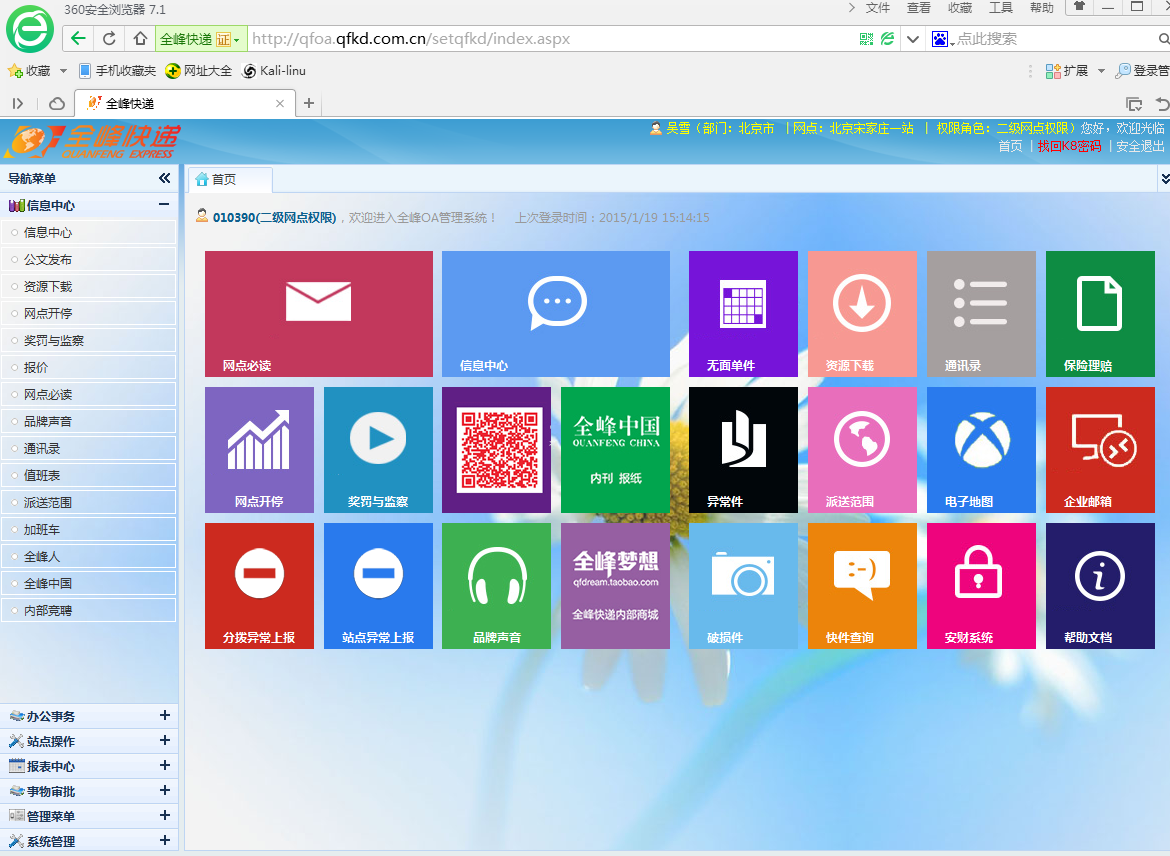 360安全浏览器 7.1
文件 查看 收藏 工具 帮助
全峰快递 证 http://qfoa.qfkd.com.cn/setqfkd/index.aspx 点此搜索
收藏 手机收藏夹 网址大全 Kali-linu 扩展 登录管
全峰快递
全峰快递
QUANFENG EXPRESS
吴雪（部门：北京市 | 网点：北京宋家庄一站 | 权限角色：二级网点权限）您好，欢迎光临
首页 | 找回K8密码 | 安全退出
导航菜单
首页
信息中心
010390(二级网点权限)，欢迎进入全峰OA管理系统！ 上次登录时间：2015/1/19 15:14:15
信息中心
公文发布
资源下载
网点开停
奖罚与监察
报价
网点必读
品牌声音
通讯录
值班表
派送范围
加班车
全峰人
全峰中国
内部竞聘
办公事务
站点操作
报表中心
事物审批
管理菜单
系统管理
网点必读 信息中心 无面单件 资源下载 通讯录 保险理赔
全峰中国
QUANFENG CHINA
内刊 报纸
网点开停 奖罚与监察 异常件 派送范围 电子地图 企业邮箱
全峰梦想
qfdream.taobao.com
全峰快递内部商城
分拨异常上报 站点异常上报 品牌声音 破损件 快件查询 安财系统 帮助文档